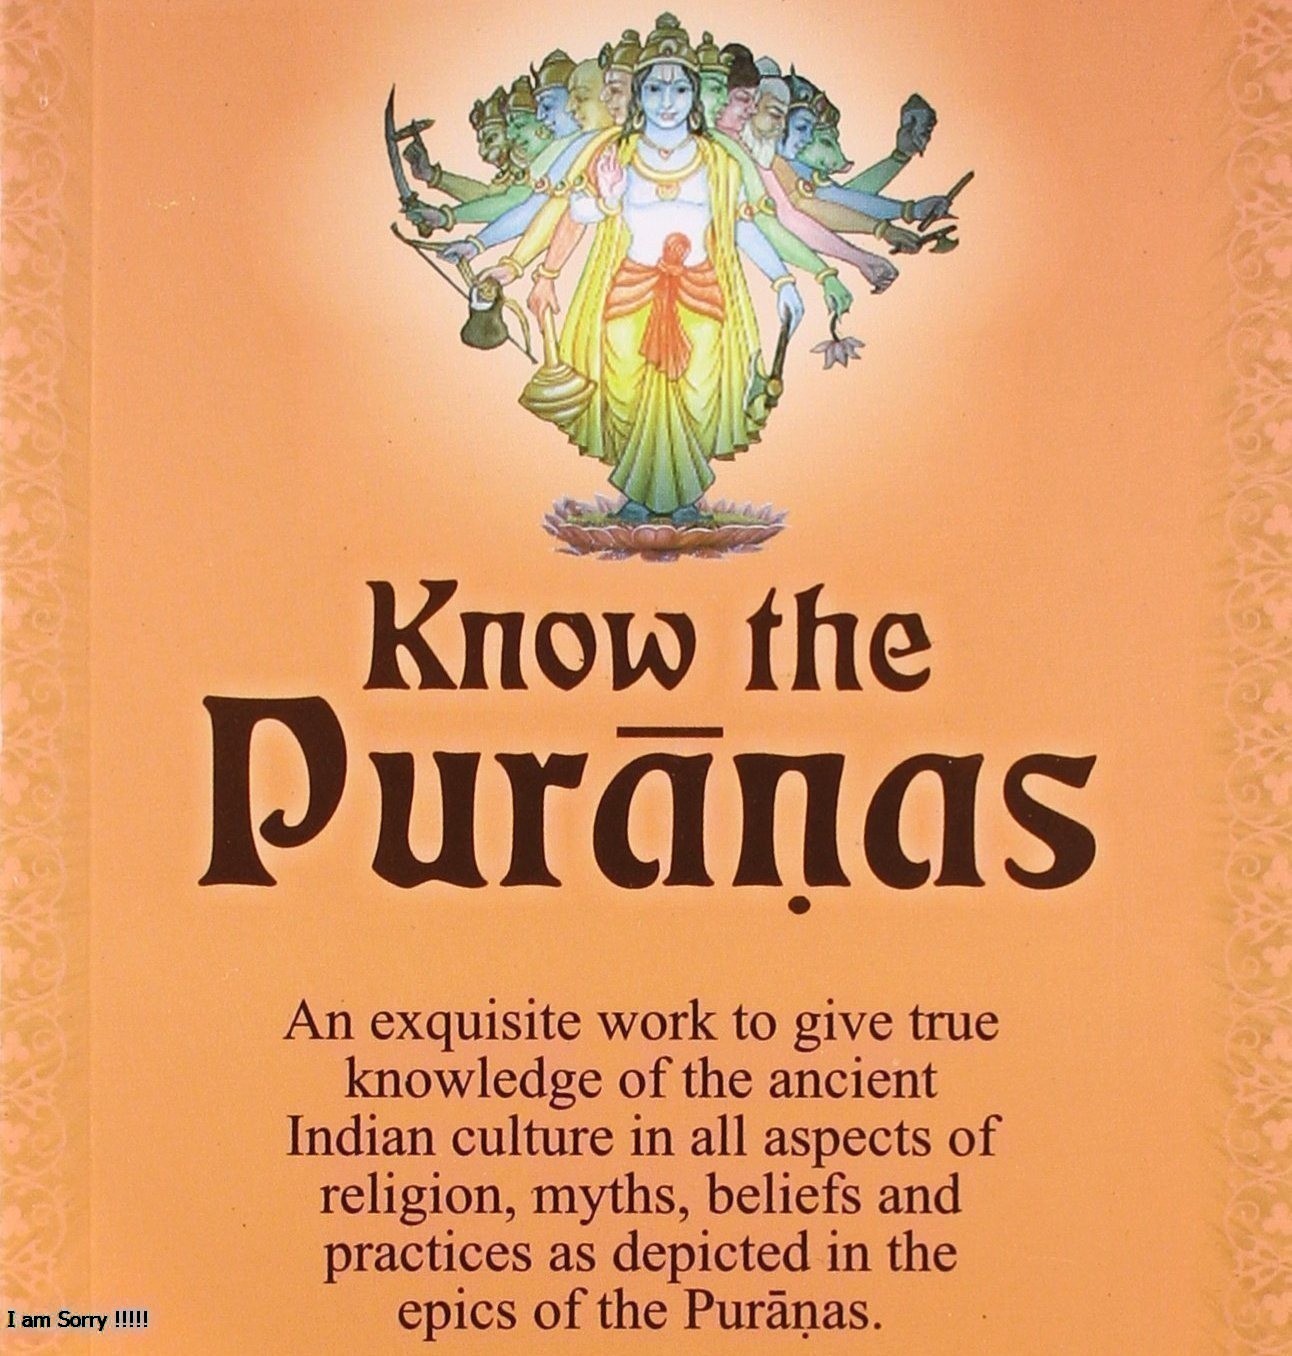 Know the
Purāṇas
An exquisite work to give true
knowledge of the ancient
Indian culture in all aspects of
religion, myths, beliefs and
practices as depicted in the
epics of the Purāṇas.
I am Sorry !!!!!